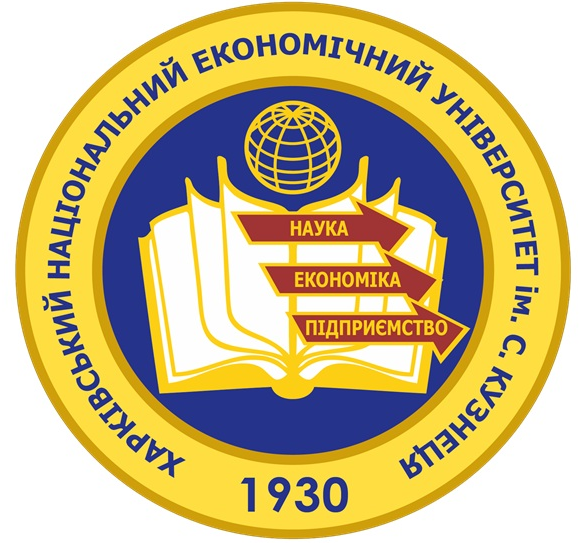 ХАРКІВСЬКИЙ НАЦІОНАЛЬНИЙ ЕКОНОМІЧНИЙ УНІВЕРСИТЕТ ім. С. КУЗНЕЦЯ
НАУКА
ЕКОНОМІКА
ПІДПРИЄМСТВО
1930